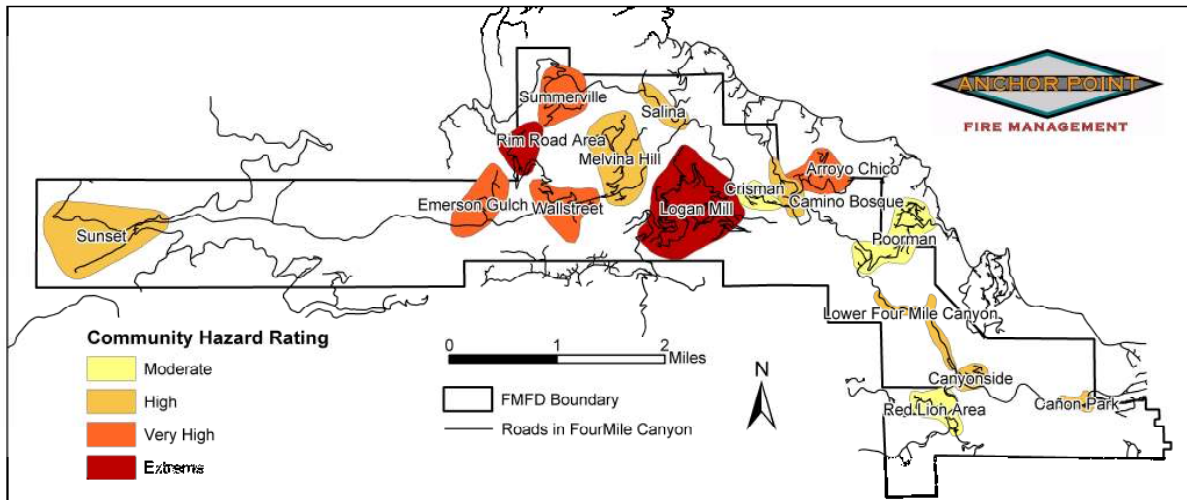 ANCHOR POINT
FIRE MANAGEMENT
Summerville
Salina
Rim Road Area
Melvina Hill
Arroyo Chico
Crisman
Camino Bosque
Emerson Gulch
Wallstreet
Logan Mill
Sunset
Poorman
Lower Four Mile Canyon
Canyonside
Cañon Park
Red Lion Area
Community Hazard Rating
Moderate
High
Very High
Extreme
0 1 2
Miles
FMFD Boundary
Roads in FourMile Canyon
N